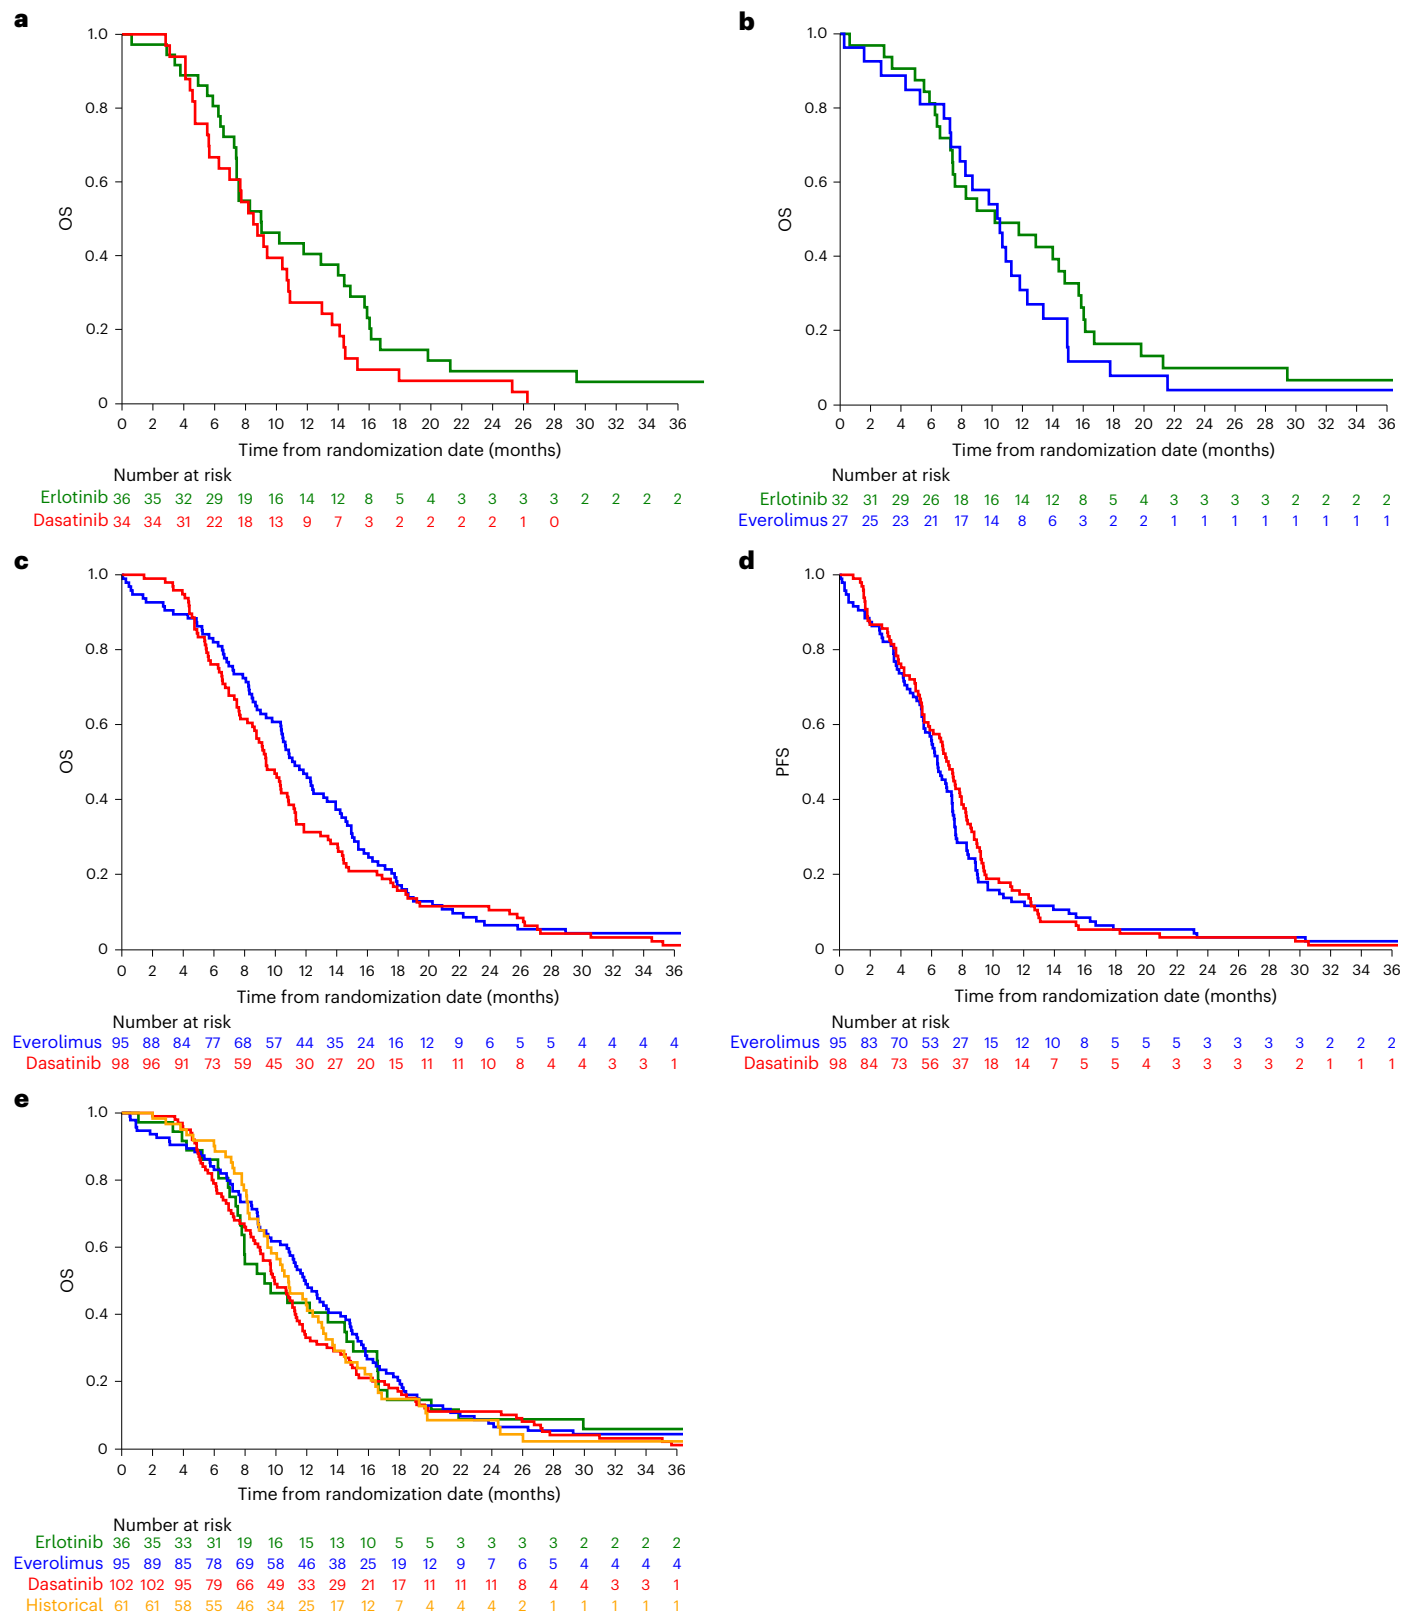 a
1.0
0.8
0.6
0.4
0.2
0
OS
0 2 4 6 8 10 12 14 16 18 20 22 24 26 28 30 32 34 36
Time from randomization date (months)
Number at risk
Erlotinib 36 35 32 29 19 16 14 12 8 5 4 3 3 3 3 2 2 2 2
Dasatinib 34 34 31 22 18 13 9 7 3 2 2 2 2 1 0
b
1.0
0.8
0.6
0.4
0.2
0
OS
0 2 4 6 8 10 12 14 16 18 20 22 24 26 28 30 32 34 36
Time from randomization date (months)
Number at risk
Erlotinib 32 31 29 26 18 16 14 12 8 5 4 3 3 3 3 2 2 2 2
Everolimus 27 25 23 21 17 14 8 6 3 2 2 1 1 1 1 1 1 1 1
c
1.0
0.8
0.6
0.4
0.2
0
OS
0 2 4 6 8 10 12 14 16 18 20 22 24 26 28 30 32 34 36
Time from randomization date (months)
Number at risk
Everolimus 95 88 84 77 68 57 44 35 24 16 12 9 6 5 5 4 4 4 4
Dasatinib 98 96 91 73 59 45 30 27 20 15 11 11 10 8 4 4 3 3 1
d
1.0
0.8
0.6
0.4
0.2
0
PFS
0 2 4 6 8 10 12 14 16 18 20 22 24 26 28 30 32 34 36
Time from randomization date (months)
Number at risk
Everolimus 95 83 70 53 27 15 12 10 8 5 5 5 3 3 3 3 2 2 2
Dasatinib 98 84 73 56 37 18 14 7 5 5 4 3 3 3 3 2 1 1 1
e
1.0
0.8
0.6
0.4
0.2
0
OS
0 2 4 6 8 10 12 14 16 18 20 22 24 26 28 30 32 34 36
Time from randomization date (months)
Number at risk
Erlotinib 36 35 33 31 19 16 15 13 10 5 5 3 3 3 3 2 2 2 2
Everolimus 95 89 85 78 69 58 46 38 25 19 12 9 7 6 5 4 4 4 4
Dasatinib 102 102 95 79 66 49 33 29 21 17 11 11 11 8 4 4 3 3 1
Historical 61 61 58 55 46 34 25 17 12 7 4 4 4 2 1 1 1 1 1